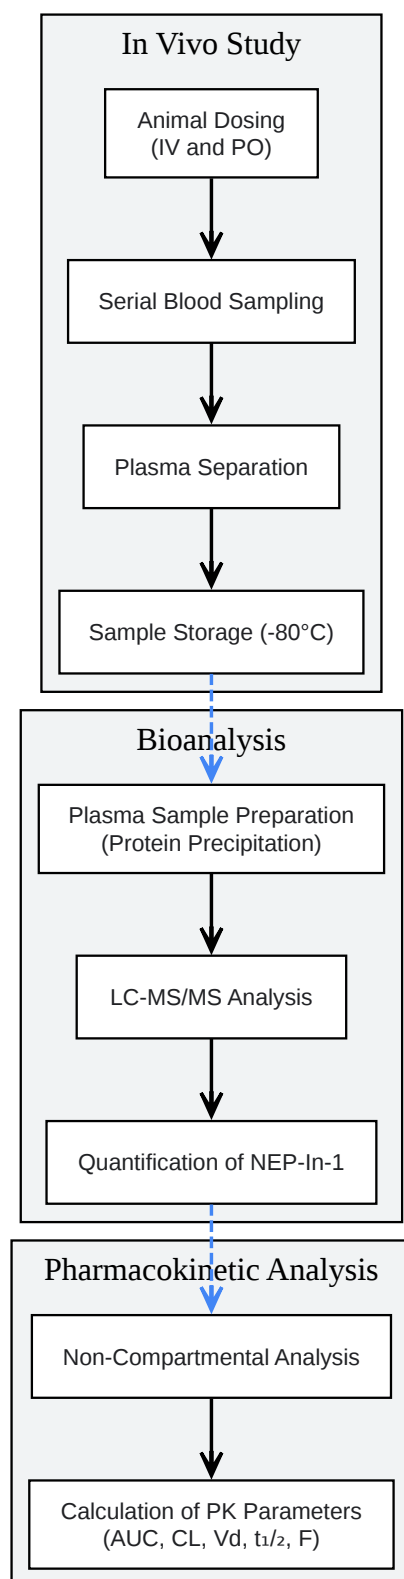 In Vivo Study
Animal Dosing
(IV and PO)
Serial Blood Sampling
Plasma Separation
Sample Storage (-80°C)
Bioanalysis
Plasma Sample Preparation
(Protein Precipitation)
LC-MS/MS Analysis
Quantification of NEP-In-1
Pharmacokinetic Analysis
Non-Compartmental Analysis
Calculation of PK Parameters
(AUC, CL, Vd, t₁/₂, F)